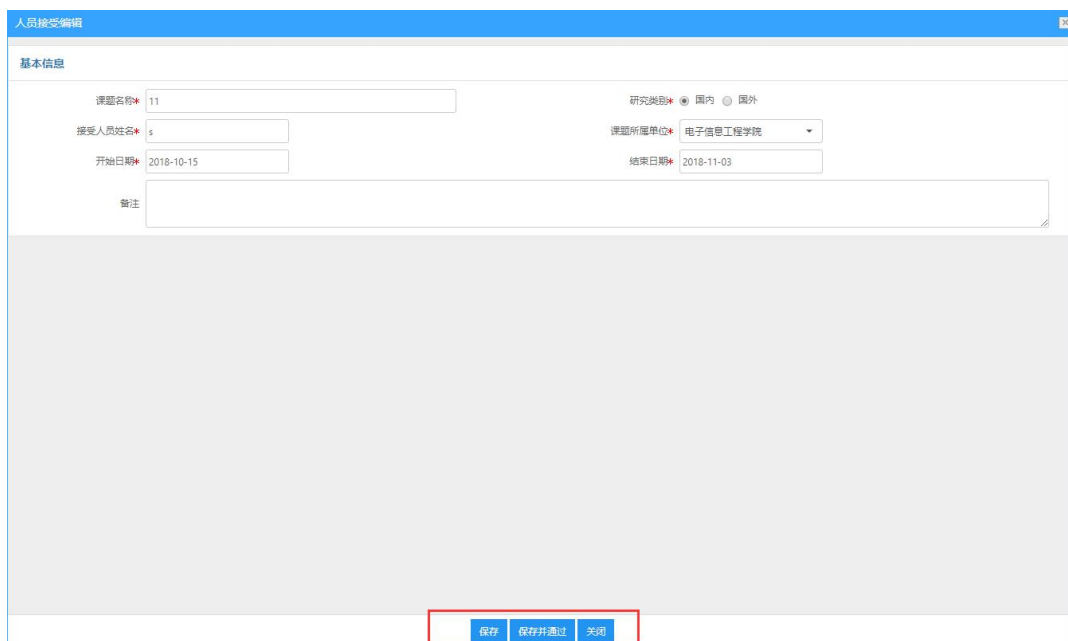 人员接受编辑
基本信息
课题名称* 11 研究类别* 国内 国外
接受人员姓名* s 课题所属单位* 电子信息工程学院
开始日期* 2018-10-15 结束日期* 2018-11-03
备注
保存 保存并通过 关闭